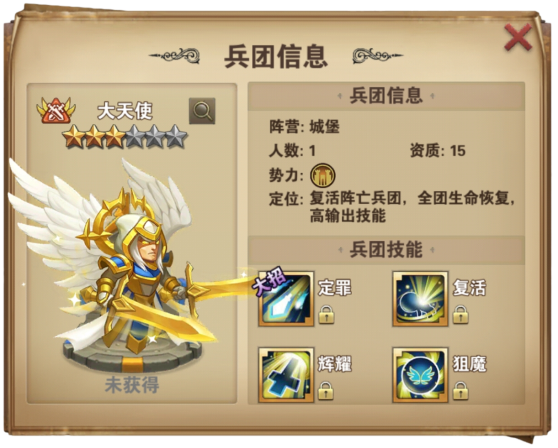 兵团信息
大天使
未获得
兵团信息
阵营: 城堡
人数: 1
资质: 15
势力:
定位: 复活阵亡兵团，全团生命恢复，
高输出技能
兵团技能
大招
定罪
复活
辉耀
狙魔